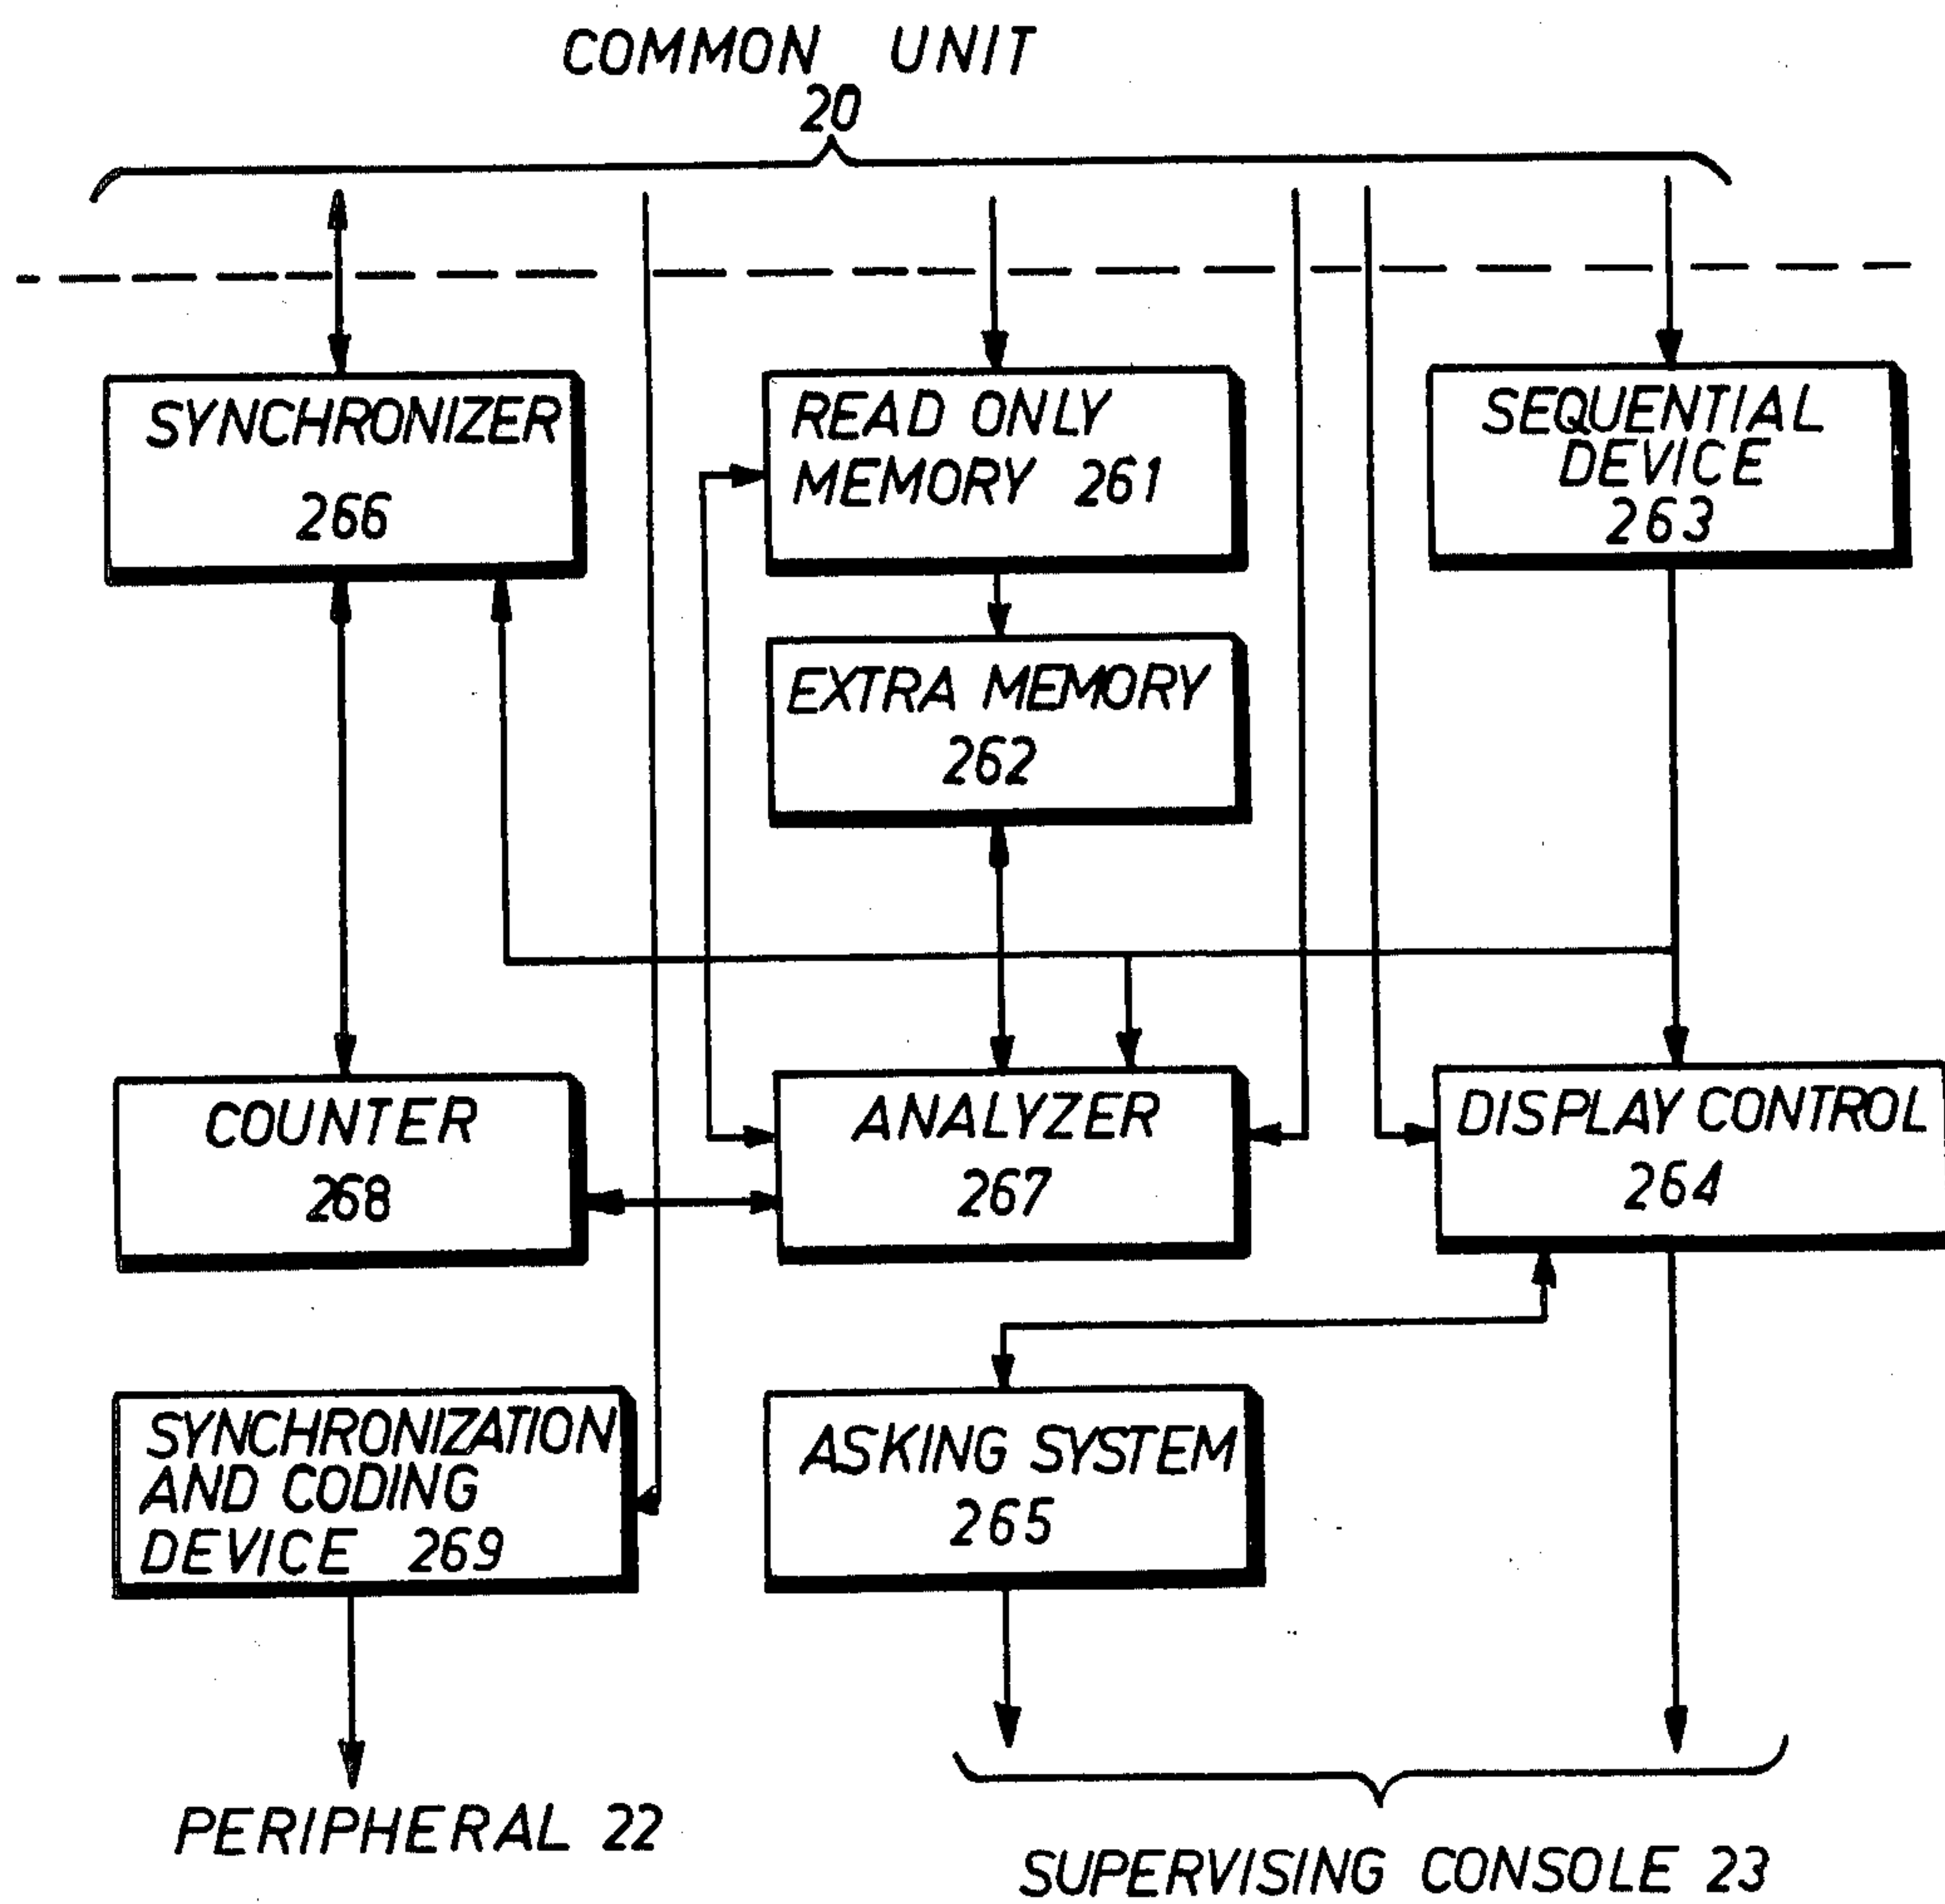 COMMON UNIT
20
SYNCHRONIZER
266
READ ONLY
MEMORY 261
SEQUENTIAL
DEVICE
263
EXTRA MEMORY
262
COUNTER
268
ANALYZER
267
DISPLAY CONTROL
264
SYNCHRONIZATION
AND CODING
DEVICE 269
ASKING SYSTEM
265
PERIPHERAL 22
SUPERVISING CONSOLE 23